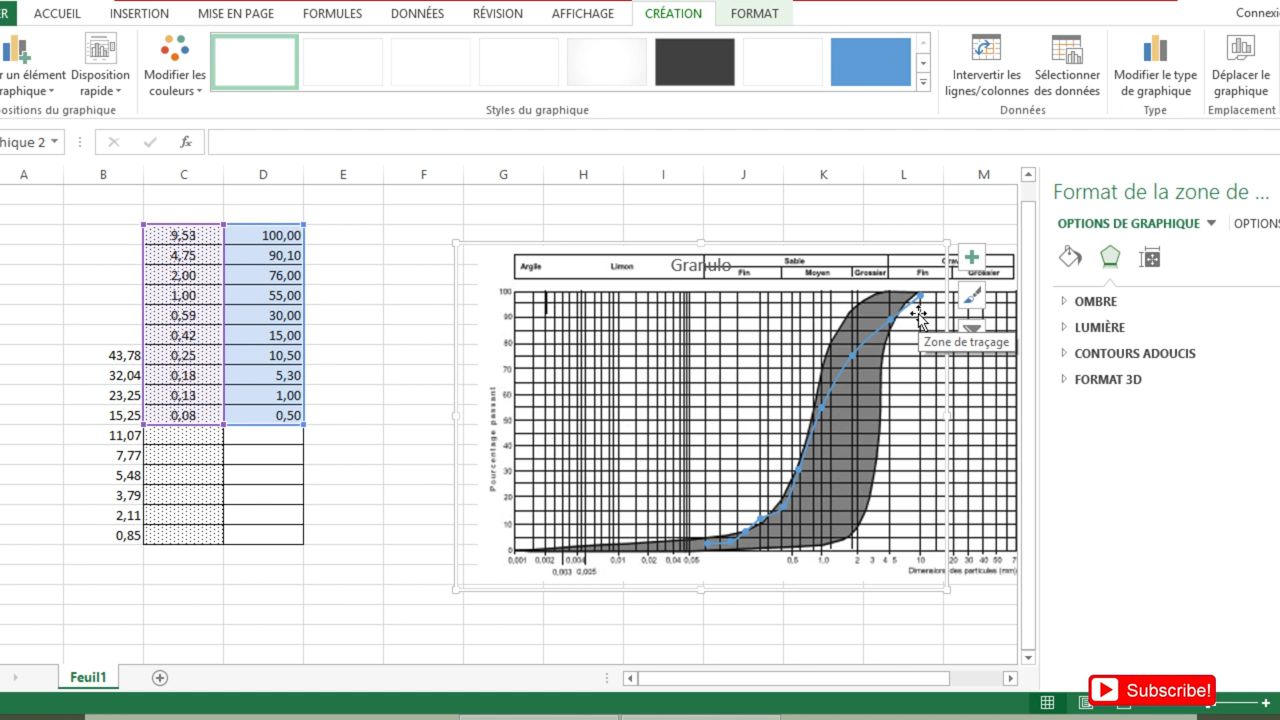 ER ACCUEIL INSERTION MISE EN PAGE FORMULES DONNÉES RÉVISION AFFICHAGE CRÉATION FORMAT Connexi
r un élément
raphique
Disposition
rapide
Modifier les
couleurs
Intervertir les
lignes/colonnes
Sélectionner
des données
Modifier le type
de graphique
Déplacer le
graphique
ositions du graphique Styles du graphique Données Type Emplacement
hique 2 fx
A B C D E F G H I J K L M
9,53 100,00
4,75 90,10
2,00 76,00
1,00 55,00
0,59 30,00
0,42 15,00
43,78 0,25 10,50
32,04 0,18 5,30
23,25 0,13 1,00
15,25 0,08 0,50
11,07
7,77
5,48
3,79
2,11
0,85
Granulo
Argile Limon Sable Grav
Fin Moyen Grossier Fin Grossier
100
90
80
70
60
50
40
30
20
10
0
Pourcentage passant
0,001 0,002 0,004 0,01 0,02 0,04 0,06 0,5 1,0 2 3 4 5 10 20 30 40 50 7
0,003 0,005
Dimensions des particules (mm)
Zone de traçage
Format de la zone de ...
OPTIONS DE GRAPHIQUE OPTIONS
OMBRE
LUMIÈRE
CONTOURS ADOUCIS
FORMAT 3D
Feuil1
Subscribe!